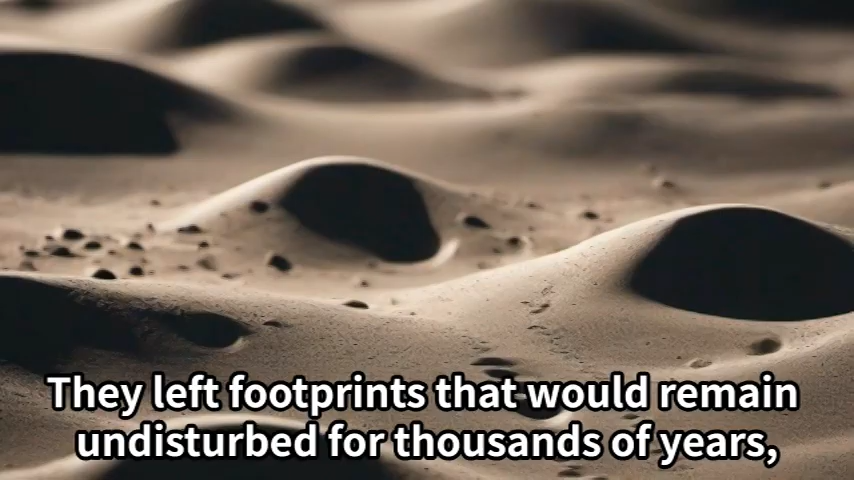 They left footprints that would remain
undisturbed for thousands of years,